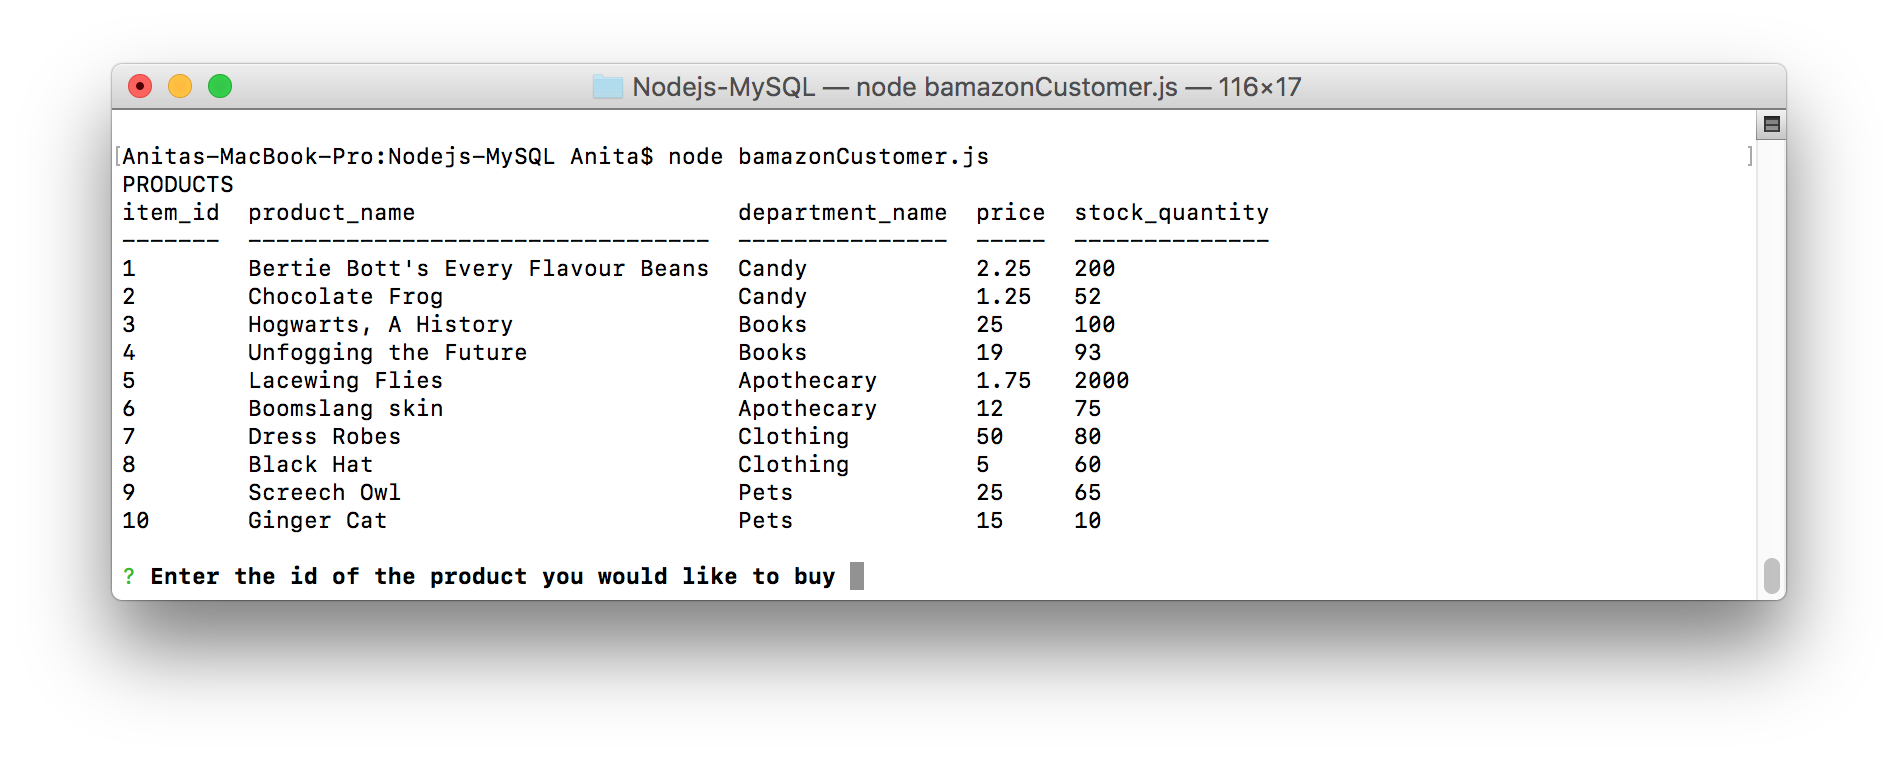 Nodejs-MySQL — node bamazonCustomer.js — 116×17
[Anitas-MacBook-Pro:Nodejs-MySQL Anita$ node bamazonCustomer.js ]
PRODUCTS
item_id  product_name                       department_name  price  stock_quantity
-------  ---------------------------------  ---------------  -----  --------------
1        Bertie Bott's Every Flavour Beans  Candy            2.25   200
2        Chocolate Frog                     Candy            1.25   52
3        Hogwarts, A History                Books            25     100
4        Unfogging the Future               Books            19     93
5        Lacewing Flies                     Apothecary       1.75   2000
6        Boomslang skin                     Apothecary       12     75
7        Dress Robes                        Clothing         50     80
8        Black Hat                          Clothing         5      60
9        Screech Owl                        Pets             25     65
10       Ginger Cat                         Pets             15     10
? Enter the id of the product you would like to buy